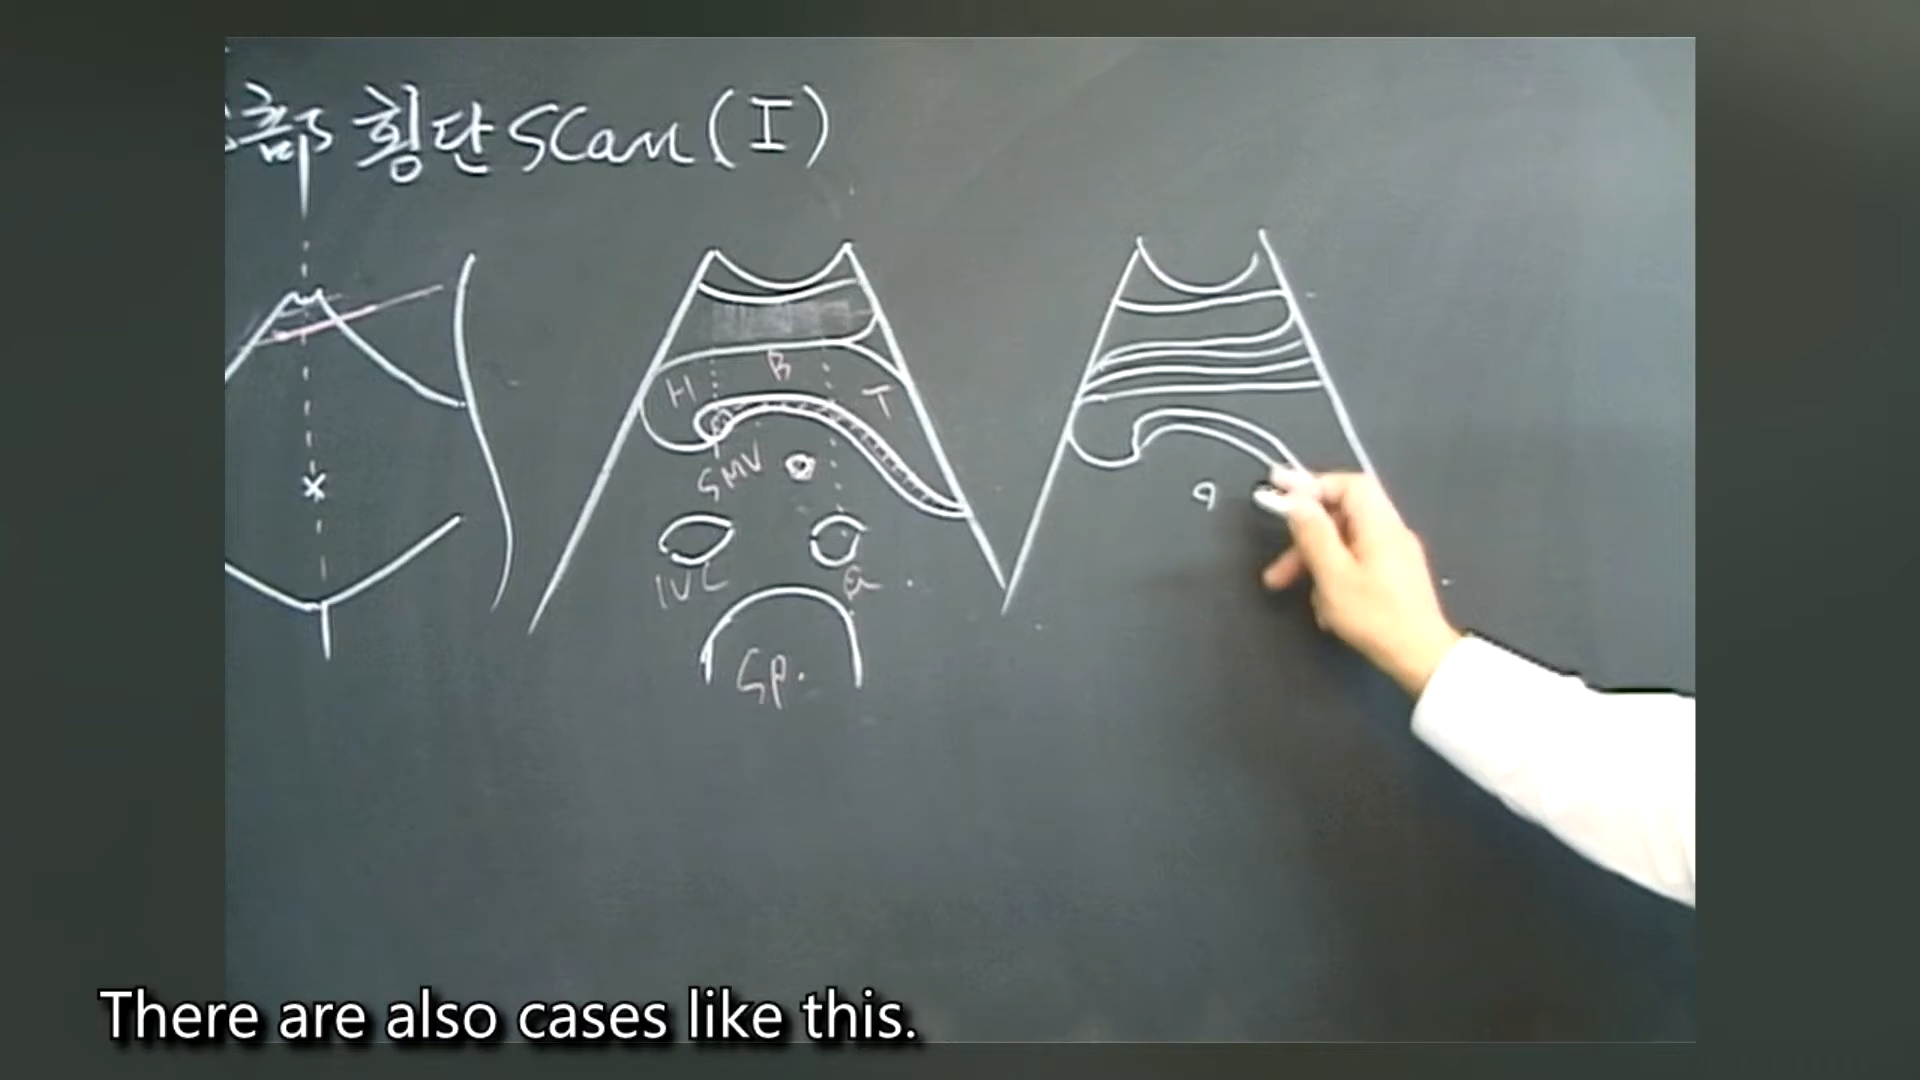 部 횡단 SCan (I)
B
H
T
SMV
IVC
a
Sp.
There are also cases like this.